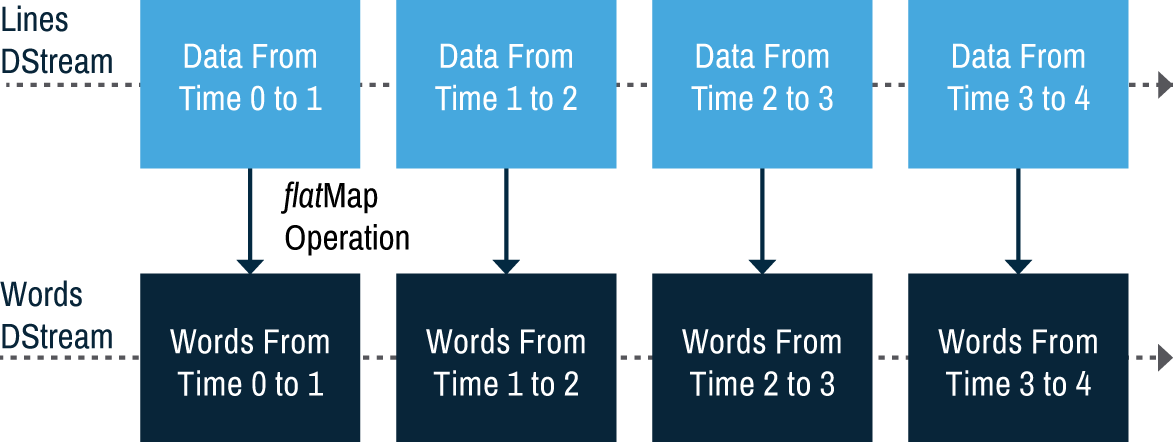 Lines
DStream
Data From
Time 0 to 1
Data From
Time 1 to 2
Data From
Time 2 to 3
Data From
Time 3 to 4
flatMap
Operation
Words
DStream
Words From
Time 0 to 1
Words From
Time 1 to 2
Words From
Time 2 to 3
Words From
Time 3 to 4